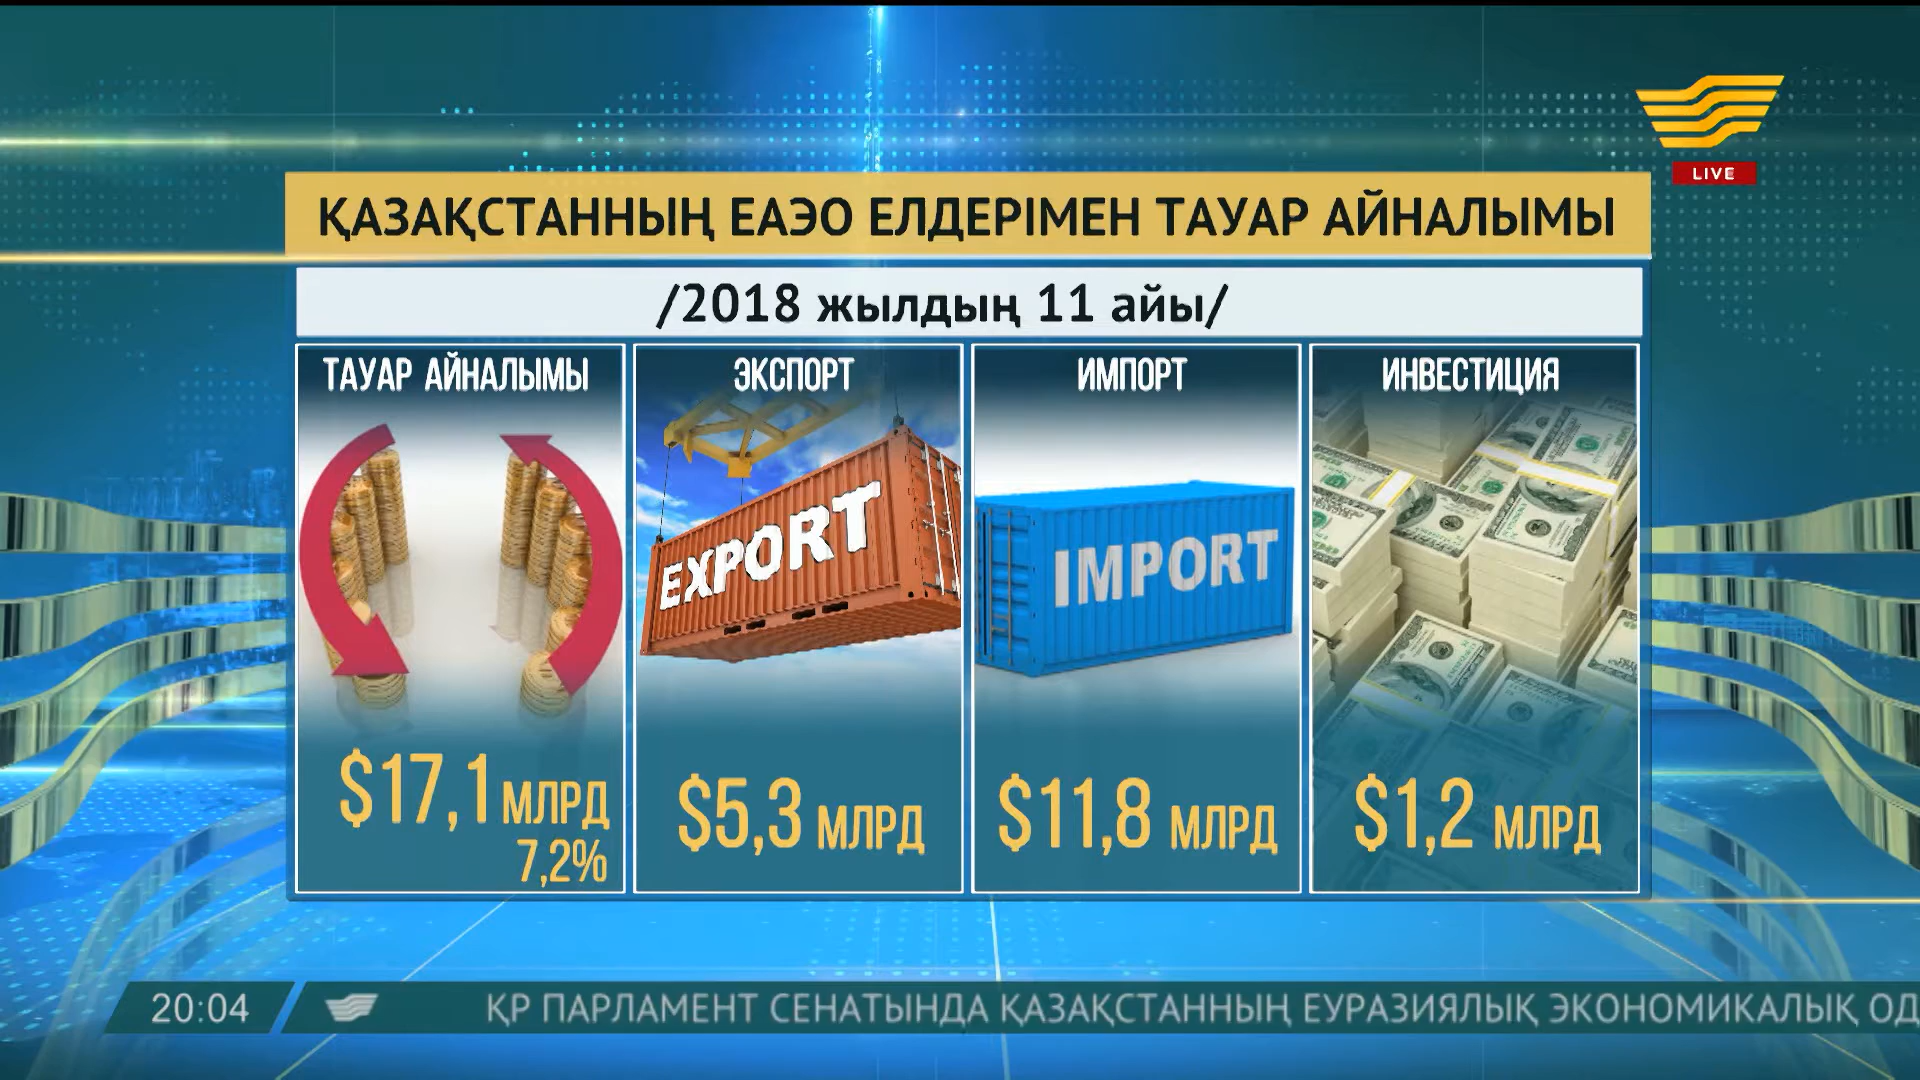 LIVE
ҚАЗАҚСТАННЫҢ ЕАЭО ЕЛДЕРІМЕН ТАУАР АЙНАЛЫМЫ
/2018 жылдың 11 айы/
ТАУАР АЙНАЛЫМЫ
ЭКСПОРТ
ИМПОРТ
ИНВЕСТИЦИЯ
EXPORT
IMPORT
$17,1 МЛРД
7,2%
$5,3 МЛРД
$11,8 МЛРД
$1,2 МЛРД
20:04
ҚР ПАРЛАМЕНТ СЕНАТЫНДА ҚАЗАҚСТАННЫҢ ЕУРАЗИЯЛЫҚ ЭКОНОМИКАЛЫҚ ОД